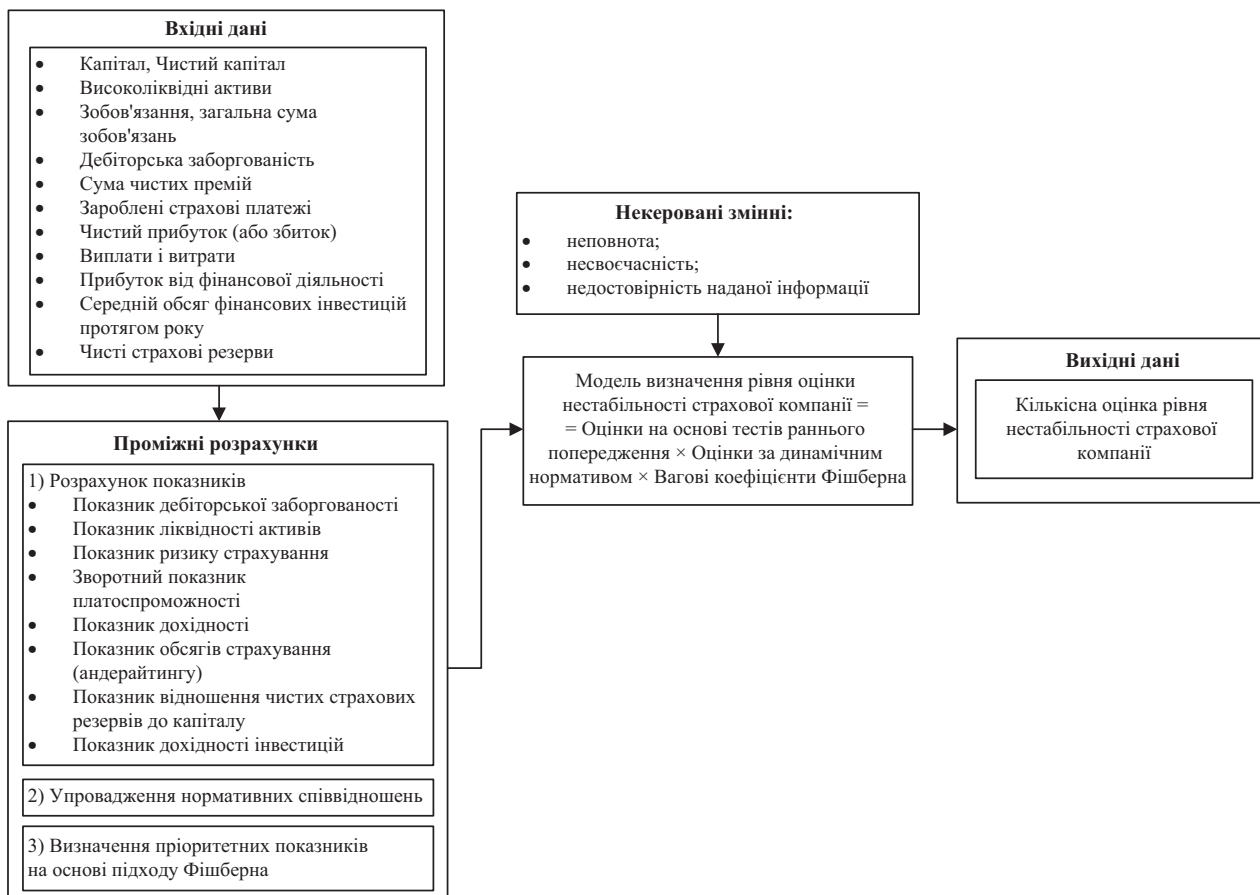 Вхідні дані
• Капітал, Чистий капітал
• Високоліквідні активи
• Зобов'язання, загальна сума
зобов'язань
• Дебіторська заборгованість
• Сума чистих премій
• Зароблені страхові платежі
• Чистий прибуток (або збиток)
• Виплати і витрати
• Прибуток від фінансової діяльності
• Середній обсяг фінансових інвестицій
протягом року
• Чисті страхові резерви
Проміжні розрахунки
1) Розрахунок показників
• Показник дебіторської заборгованості
• Показник ліквідності активів
• Показник ризику страхування
• Зворотний показник
платоспроможності
• Показник дохідності
• Показник обсягів страхування
(андерайтингу)
• Показник відношення чистих страхових
резервів до капіталу
• Показник дохідності інвестицій
2) Упровадження нормативних співвідношень
3) Визначення пріоритетних показників
на основі підходу Фішберна
Некеровані змінні:
• неповнота;
• несвоєчасність;
• недостовірність наданої інформації
Модель визначення рівня оцінки
нестабільності страхової компанії =
= Оцінки на основі тестів раннього
попередження × Оцінки за динамічним
нормативом × Вагові коефіцієнти Фішберна
Вихідні дані
Кількісна оцінка рівня
нестабільності страхової
компанії